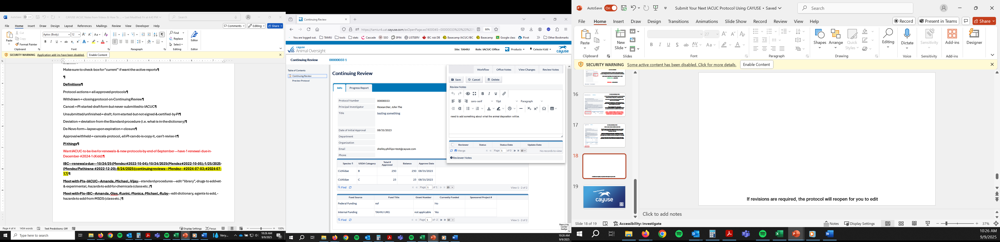 AutoSave Off
CAYUSE IACUC Notes from Videos & How To ... • Last Modified: Fri at 4:43 PM
Search
File Home Insert Draw Design Layout References Mailings Review View Developer Help
Comments Editing Share
Paste
Cut
Copy
Format Painter
Aptos (Body) 12
Find
Replace
Select
Editor
Clipboard Font Paragraph Editing Editor
SECURITY WARNING Application add-ins have been disabled. Enable Content
Make sure to check box for “current” if want the active reports¶
¶
Definitions¶
Protocol actions = all approved protocols¶
Withdrawn = closing protocol on Continuing Review¶
Cancel = PI started draft form but never submitted to IACUC¶
Unsubmitted/unfinished = draft; form started but not signed & certified by PI¶
Deviation = deviation from the Standard procedure (i.e. what is in the dictionary)¶
De Novo form – lapse upon expiration = closure¶
Approval withheld = cancels protocol, all PI can do is copy it, can’t revise it¶
PI things¶
Want IACUC to be live for renewals & new protocols by end of September – have 1 renewal due in
December #2024-1 (Kidd)¶
IBC – renewals due – 10/24/25 (Mendez #2022-10-04); 10/24/2025 (Mendez #2022-10-05); 1/25/2025
(Mendez/Pathirana #2022-12-20); 9/24/2025 (continuing reviews – Mendez – #2024-07-03; #2024-07-
17)¶
Meet with PIs – IACUC – Amanda, Michael, Vijay – standard procedures – edit “library”, drugs to add vet
& experimental, hazards to add for chemicals (class etc.)¶
Meet with PIs – IBC – Amanda, Gias, Ruvini, Monica, Michael, Ruby – edit dictionary, agents to add,
hazards to add from MSDS (class etc.)¶
Page 4 of 4 1454 words Text Predictions: Off Display Settings Focus 100%
Type here to search
Very...
10:26 AM
9/9/2025
Continuing Review
https://tamiur4.uat.cayuse.com/esOpenPage.wc?400045~00000033%20%20%20 80%
You are logged out. TAMIU tools stats Cascade SSO SPIN LISTSERV IBC risk DB Basecamp IACUC/IBC Basecamp Google class Pivot Other Bookmarks
cayuse
Animal Oversight
Site: TAMIU Role: IACUC Office Products Celeste Kidd cayuse
Continuing Review 00000033 1
Table of Contents
Continuing Review
Preview Protocol
Continuing Review
Info Progress Report
Protocol Number 00000033
Principal Investigator Researcher, John The
Title testing something
Date of Initial Approval 08/31/2023
Department
Organization
Email shelley.phillips+test@cayuse.com
Phone
Species USDA Category Total # Approved Balance Approve Date
Cichlidae B 250 250 08/31/2023
Cichlidae C 25 25 08/31/2023
Find Page 1 of 1 20 View 1 - 2 of 2
Fund Source Fund Title Grant Number Currently Funded Sponsored Project #
Federal Funding nsf No
Internal Funding TAMIU URG not applicable Yes
Find Page 1 of -2 10 View 1 - 2 of 2
Workflow Office Notes View Changes Review Notes
Save Cancel Delete
Review Notes
sans-serif 10pt Paragraph
need to add something about what the animal disposition will be.
Reviewer Status Status Date Update Date
Merge Page 1 of 0 10 No records to view
Reviewer Notes
Resource
Center
badge
10:26 AM
9/9/2025
AutoSave On
Submit Your Next IACUC Protocol Using CAYUSE • Saved
Search
File Home Insert Draw Design Transitions Animations Slide Show Record Review View Help
Record Present in Teams Share
Paste
New
Slide
27
Shapes Arrange Quick
Styles
Editing Dictate Sensitivity Add-ins Designer
Clipboard Slides Font Paragraph Drawing Voice Sensitivity Add-ins
SECURITY WARNING Some active content has been disabled. Click for more details. Enable Content
16
17
18
19
cayuse
If revisions are required, the protocol will reopen for you to edit
Click to add notes
Slide 18 of 19 Accessibility: Investigate Notes Display Settings 37%
10:26 AM
9/9/2025